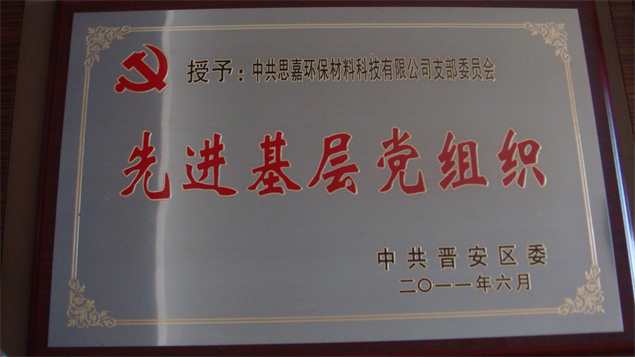 授予：中共思嘉环保材料科技有限公司支部委员会
先进基层党组织
中共晋安区委
二〇一一年六月